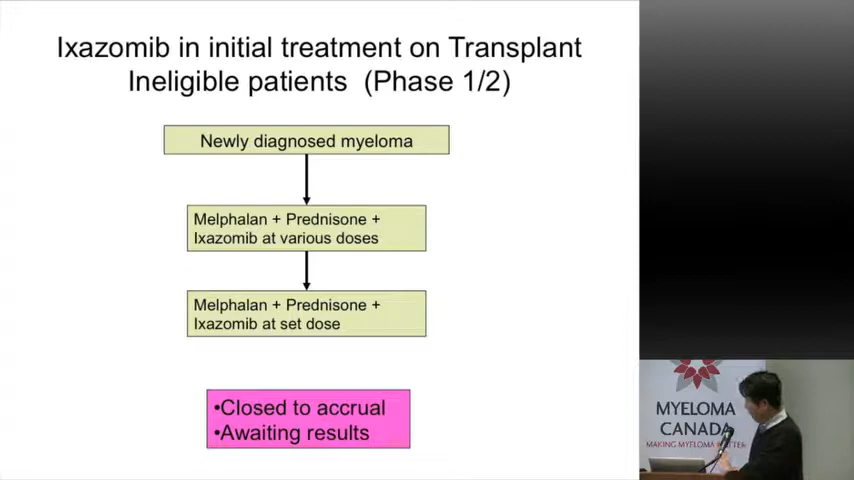 Ixazomib in initial treatment on Transplant
Ineligible patients (Phase 1/2)
Newly diagnosed myeloma
Melphalan + Prednisone +
Ixazomib at various doses
Melphalan + Prednisone +
Ixazomib at set dose
•Closed to accrual
•Awaiting results
MYELOMA
CANADA
MAKING MYELOMA